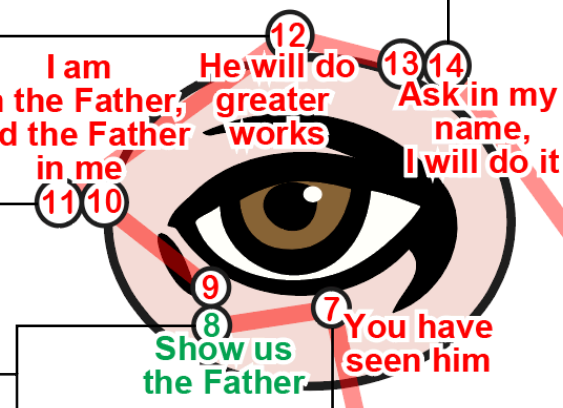 12
13 14
I am
the Father,
the Father
in me
He will do
greater
works
Ask in my
name,
I will do it
11 10
9
8
7
You have
seen him
Show us
the Father